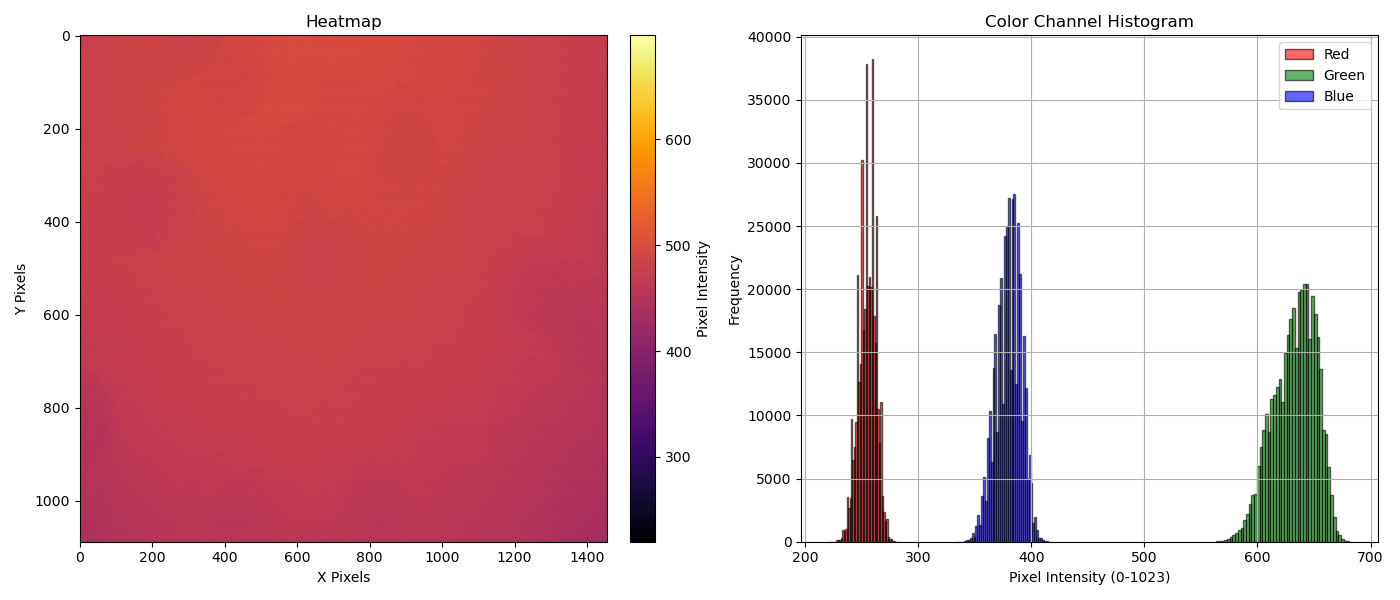 Heatmap
0
200
400
600
800
1000
Y Pixels
0 200 400 600 800 1000 1200 1400
X Pixels
600
500
400
300
Pixel Intensity
Color Channel Histogram
Red
Green
Blue
40000
35000
30000
25000
20000
15000
10000
5000
0
Frequency
200 300 400 500 600 700
Pixel Intensity (0-1023)